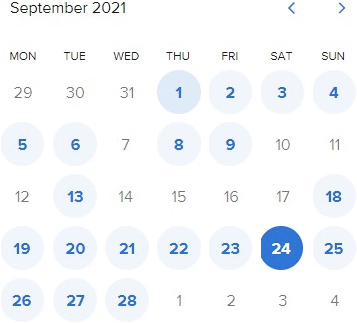 September 2021
MON TUE WED THU FRI SAT SUN
29 30 31 1 2 3 4
5 6 7 8 9 10 11
12 13 14 15 16 17 18
19 20 21 22 23 24 25
26 27 28 1 2 3 4